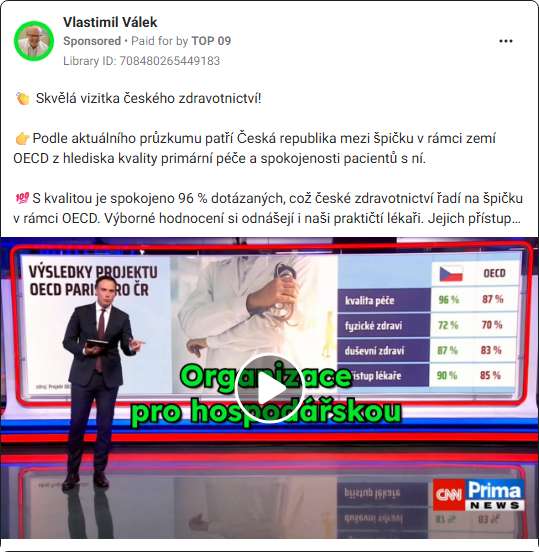 Vlastimil Válek
Sponsored • Paid for by TOP 09
Library ID: 708480265449183
👏 Skvělá vizitka českého zdravotnictví!
👉Podle aktuálního průzkumu patří Česká republika mezi špičku v rámci zemí
OECD z hlediska kvality primární péče a spokojenosti pacientů s ní.
💯S kvalitou je spokojeno 96 % dotázaných, což české zdravotnictví řadí na špičku
v rámci OECD. Výborné hodnocení si odnášejí i naši praktičtí lékaři. Jejich přístup…
VÝSLEDKY PROJEKTU
OECD PARIS PRO ČR
OECD
kvalita péče 96 % 87 %
fyzické zdraví 72 % 70 %
duševní zdraví 87 % 83 %
přístup lékaře 90 % 85 %
Organizace
pro hospodářskou
CNN Prima
NEWS